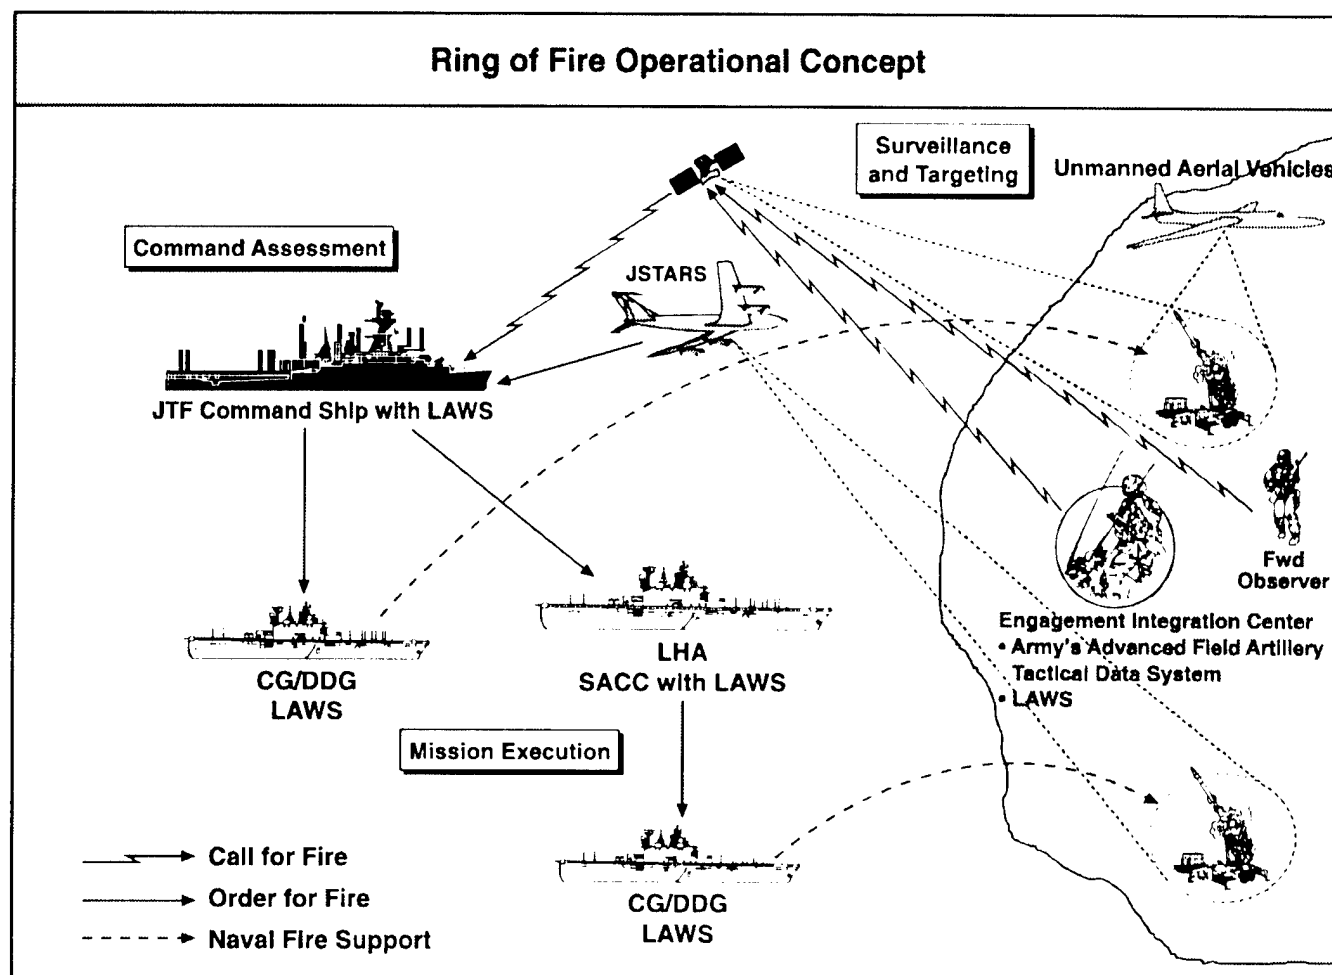 Ring of Fire Operational Concept
Surveillance
and Targeting
Unmanned Aerial Vehicles
Command Assessment
JSTARS
JTF Command Ship with LAWS
Fwd
Observer
Engagement Integration Center
• Army's Advanced Field Artillery
Tactical Data System
• LAWS
CG/DDG
LAWS
LHA
SACC with LAWS
Mission Execution
CG/DDG
LAWS
Call for Fire
Order for Fire
Naval Fire Support